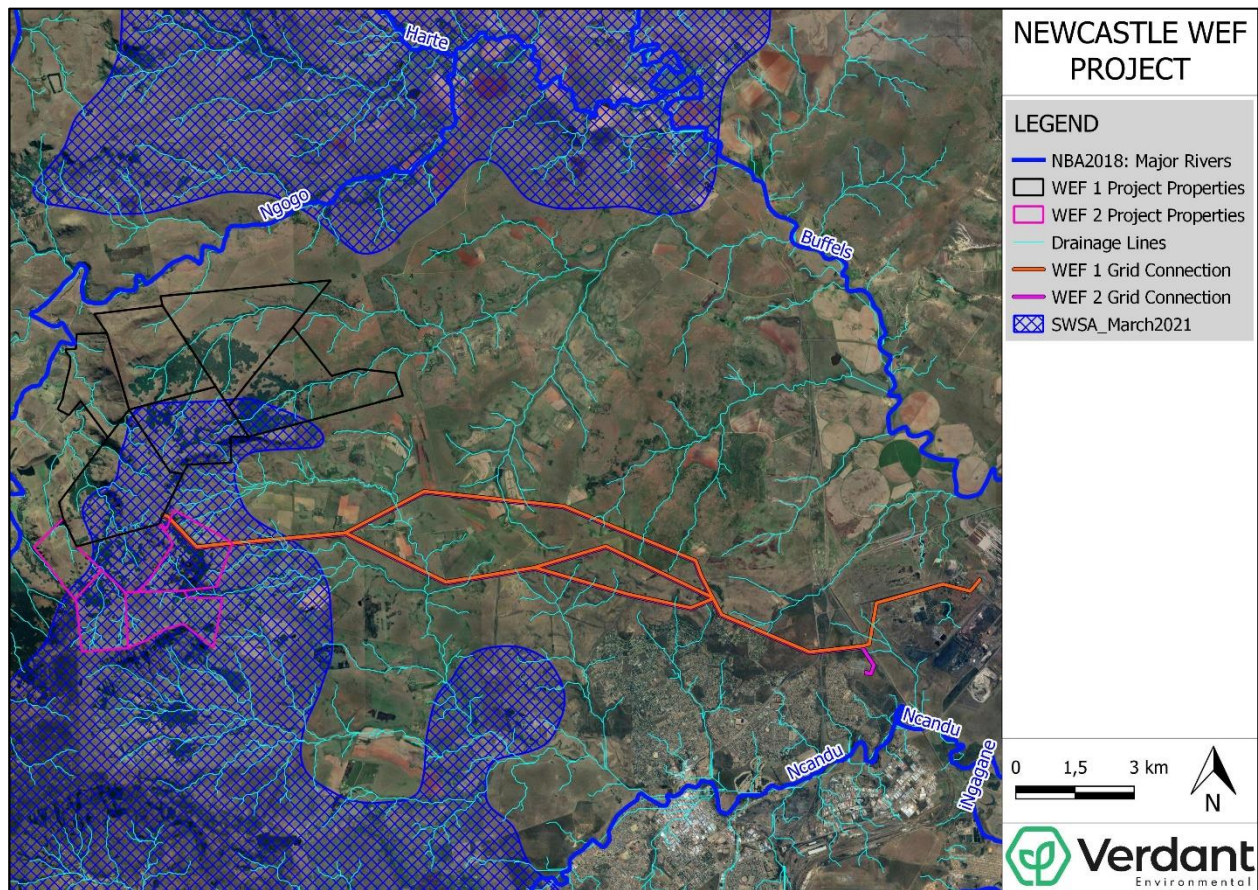 Harte
Ngogo
Buffels
Ncandu
Ncandu
iNgagane
NEWCASTLE WEF
PROJECT
LEGEND
NBA2018: Major Rivers
WEF 1 Project Properties
WEF 2 Project Properties
Drainage Lines
WEF 1 Grid Connection
WEF 2 Grid Connection
SWSA_March2021
0 1,5 3 km
N
Verdant
Environmental